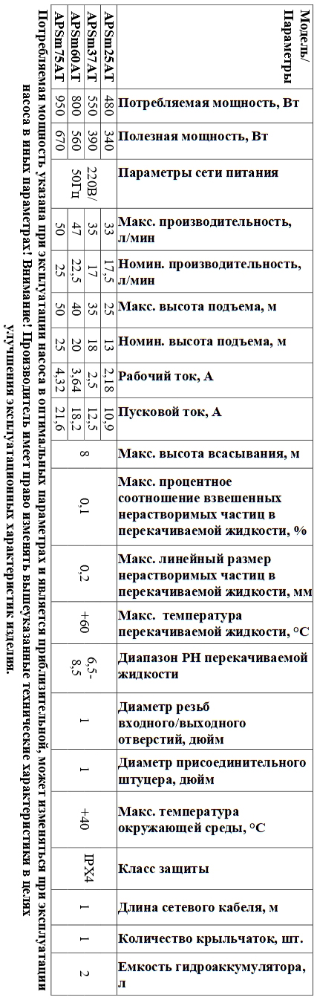 Модель/
Параметры
Потребляемая мощность, Вт
Полезная мощность, Вт
Параметры сети питания
Макс. производительность,
л/мин
Номин. производительность,
л/мин
Макс. высота подъема, м
Номин. высота подъема, м
Рабочий ток, А
Пусковой ток, А
Макс. высота всасывания, м
Макс. процентное
соотношение взвешенных
нерастворимых частиц в
перекачиваемой жидкости, %
Макс. линейный размер
нерастворимых частиц в
перекачиваемой жидкости, мм
Макс. температура
перекачиваемой жидкости, °С
Диапазон РН перекачиваемой
жидкости
Диаметр резьб
входного/выходного
отверстий, дюйм
Диаметр присоединительного
штуцера, дюйм
Макс. температура
окружающей среды, °С
Класс защиты
Длина сетевого кабеля, м
Количество крыльчаток, шт.
Емкость гидроаккумулятора,
л
APSm25AT 480 340 33 17,5 25 13 2,18 10,9
APSm37AT 550 390 35 17 35 18 2,5 12,5
APSm60AT 800 560 47 22,5 40 20 3,64 18,2
APSm75AT 950 670 50 25 50 25 4,32 21,6
220В/
50Гц
8
0,1
0,2
+60
6,5-
8,5
1
1
+40
IPX4
1
1
2
Потребляемая мощность указана при эксплуатации насоса в оптимальных параметрах и является приблизительной, может изменяться при эксплуатации
насоса в иных параметрах! Внимание! Производитель имеет право изменять вышеуказанные технические характеристики в целях
улучшения эксплуатационных характеристик изделия.